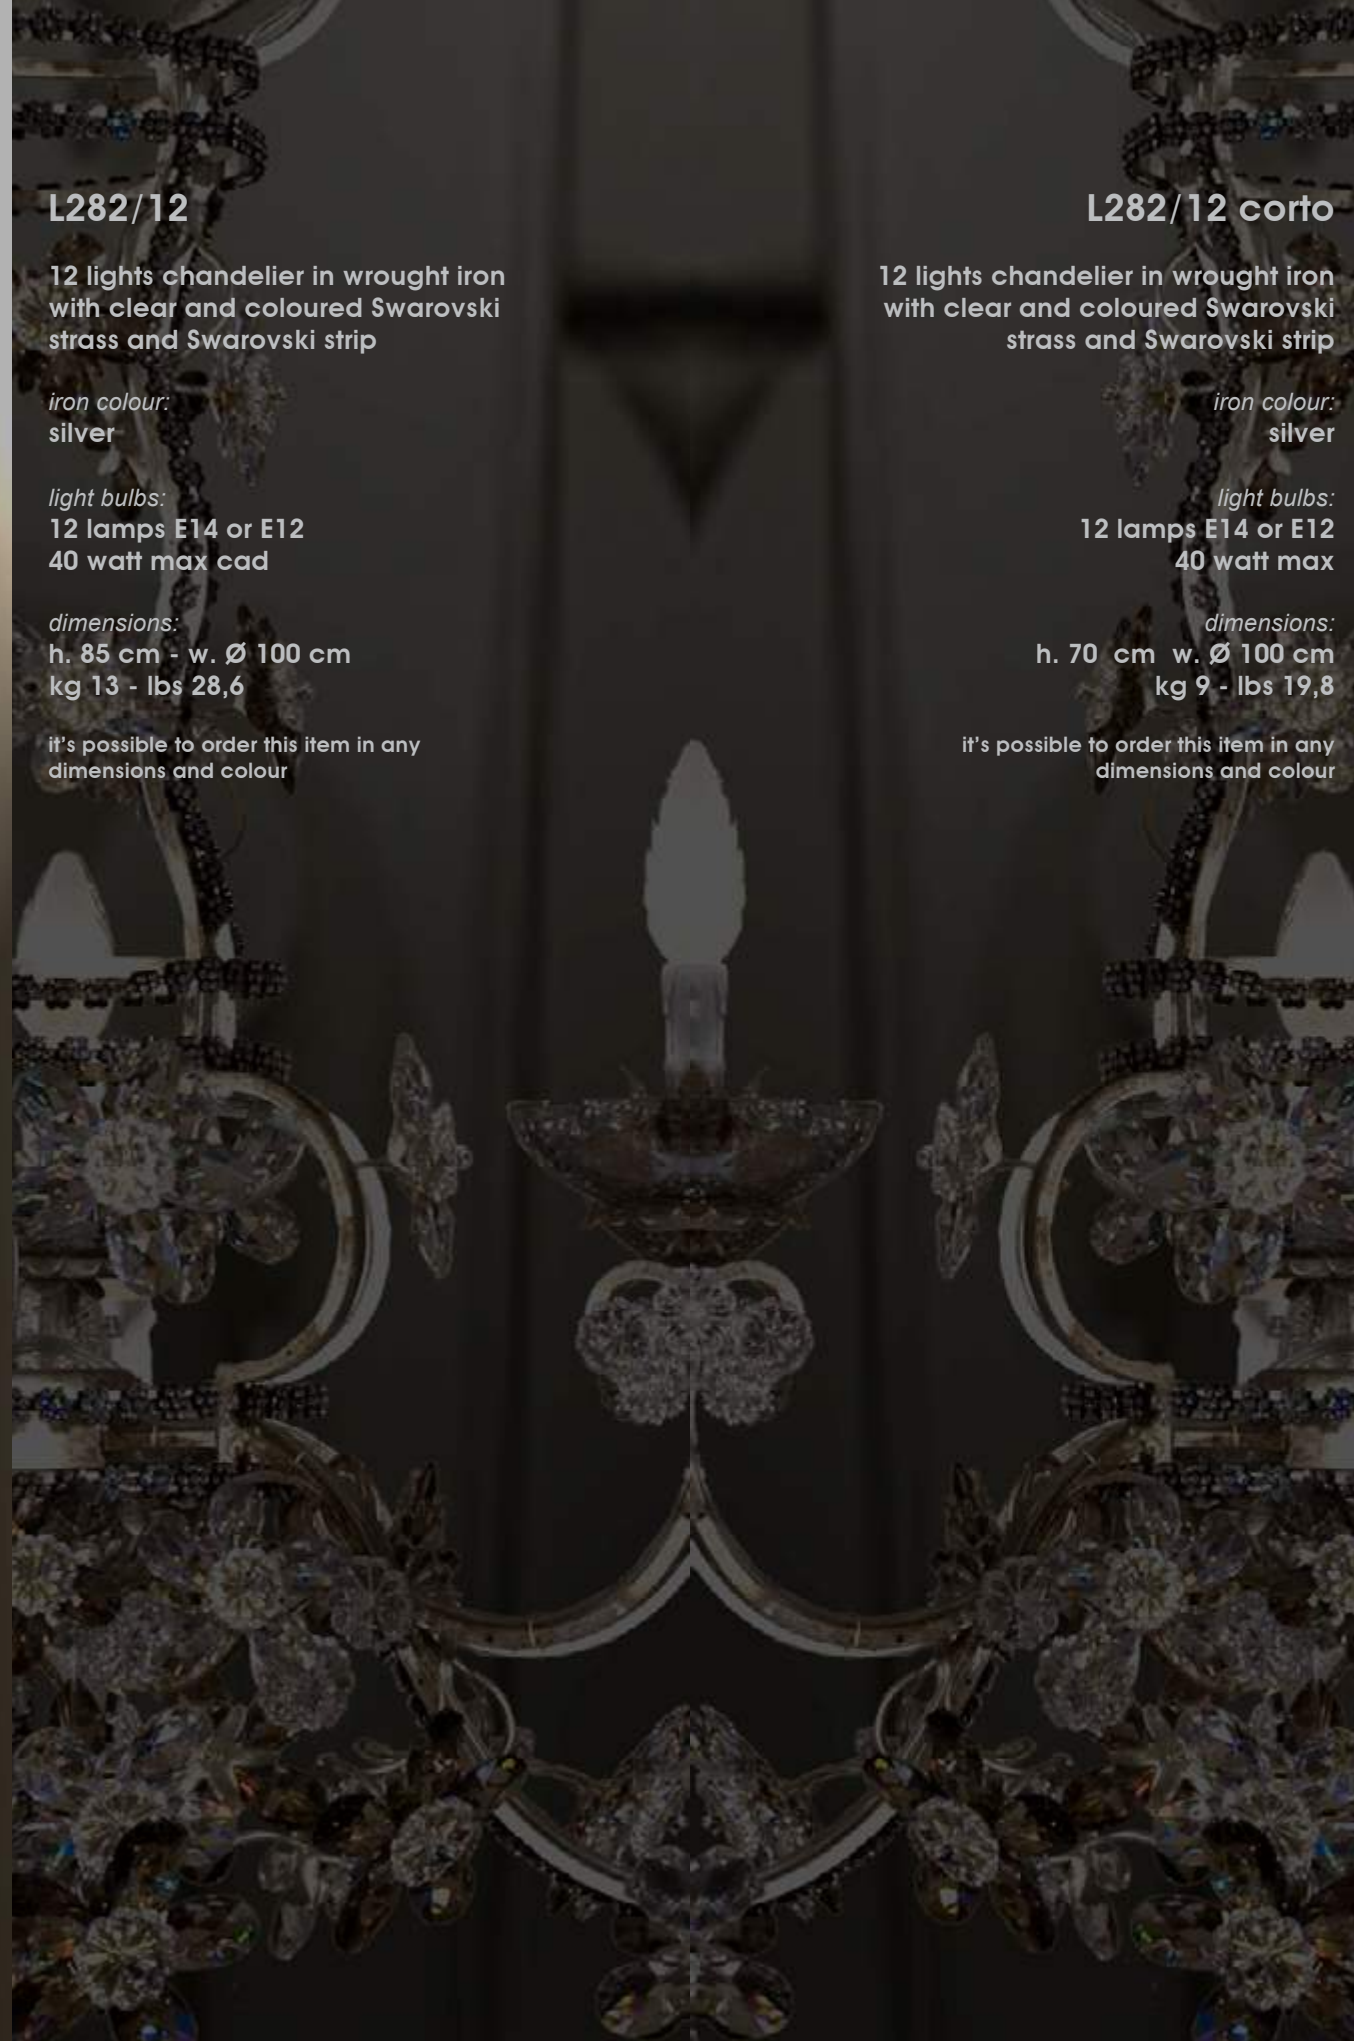 L282/12
12 lights chandelier in wrought iron
with clear and coloured Swarovski
strass and Swarovski strip
iron colour:
silver
light bulbs:
12 lamps E14 or E12
40 watt max cad
dimensions:
h. 85 cm - w. Ø 100 cm
kg 13 - lbs 28,6
it's possible to order this item in any
dimensions and colour
L282/12 corto
12 lights chandelier in wrought iron
with clear and coloured Swarovski
strass and Swarovski strip
iron colour:
silver
light bulbs:
12 lamps E14 or E12
40 watt max
dimensions:
h. 70 cm w. Ø 100 cm
kg 9 - lbs 19,8
it's possible to order this item in any
dimensions and colour